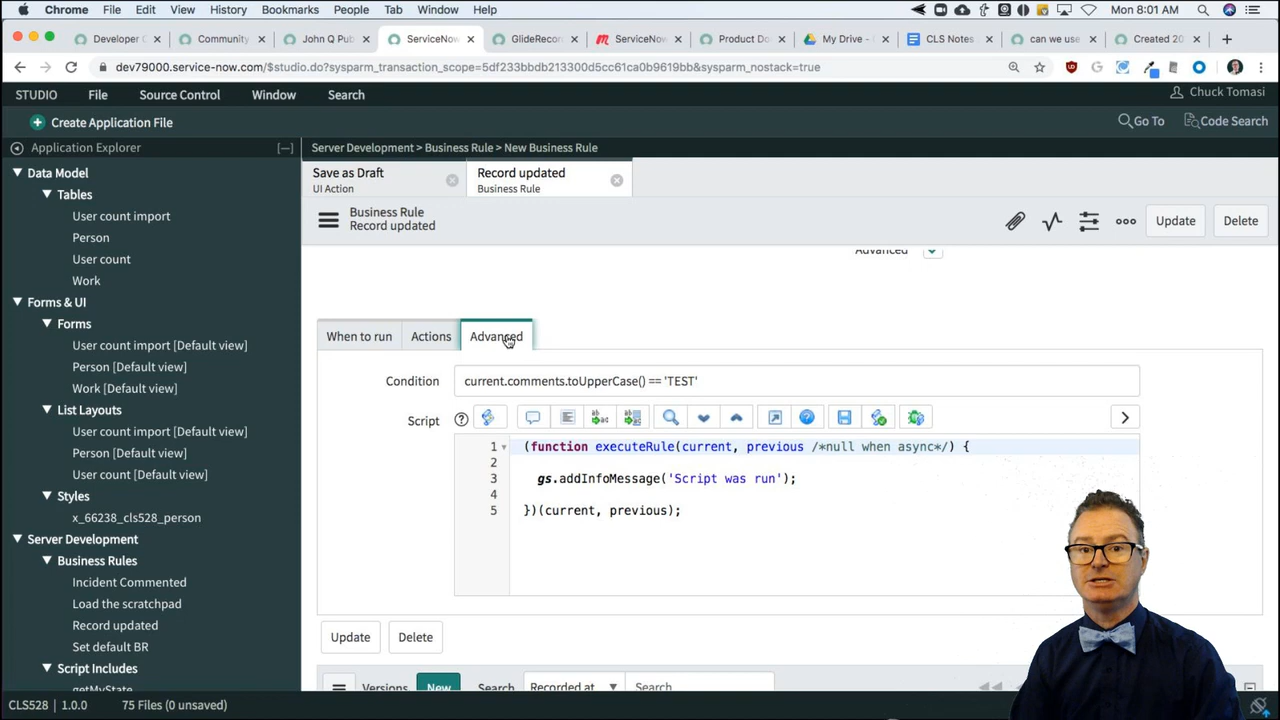 Chrome File Edit View History Bookmarks People Tab Window Help Mon 8:01 AM
Developer C Community John Q Pub ServiceNow GlideRecor ServiceNow Product Do My Drive - CLS Notes can we use Created 20
dev79000.service-now.com/$studio.do?sysparm_transaction_scope=5df233bbdb213300d5cc61ca0b9619bb&sysparm_nostack=true
STUDIO File Source Control Window Search Chuck Tomasi
Create Application File Go To Code Search
Application Explorer [—] Server Development > Business Rule > New Business Rule
Data Model
Tables
User count import
Person
User count
Work
Forms & UI
Forms
User count import [Default view]
Person [Default view]
Work [Default view]
List Layouts
User count import [Default view]
Person [Default view]
User count [Default view]
Styles
x_66238_cls528_person
Server Development
Business Rules
Incident Commented
Load the scratchpad
Record updated
Set default BR
Script Includes
getMyState
Save as Draft
UI Action
Record updated
Business Rule
Business Rule
Record updated
Update Delete
Advanced
When to run Actions Advanced
Condition current.comments.toUpperCase() == 'TEST'
Script
1 (function executeRule(current, previous /*null when async*/) {
2
3 gs.addInfoMessage('Script was run');
4
5 })(current, previous);
Update Delete
Versions New Search Recorded at Search
CLS528 1.0.0 75 Files (0 unsaved)